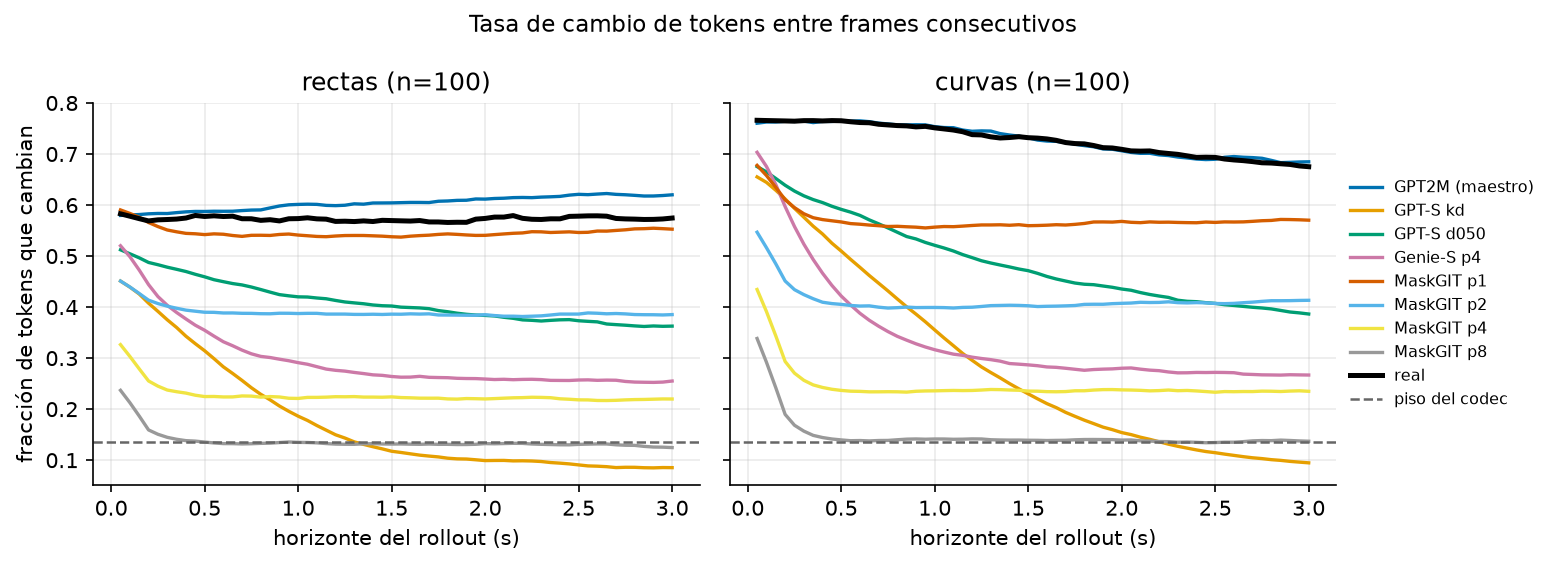 Tasa de cambio de tokens entre frames consecutivos
rectas (n=100)
curvas (n=100)
fracción de tokens que cambian
0.8
0.7
0.6
0.5
0.4
0.3
0.2
0.1
0.0 0.5 1.0 1.5 2.0 2.5 3.0
0.0 0.5 1.0 1.5 2.0 2.5 3.0
horizonte del rollout (s)
horizonte del rollout (s)
GPT2M (maestro)
GPT-S kd
GPT-S d050
Genie-S p4
MaskGIT p1
MaskGIT p2
MaskGIT p4
MaskGIT p8
real
piso del codec